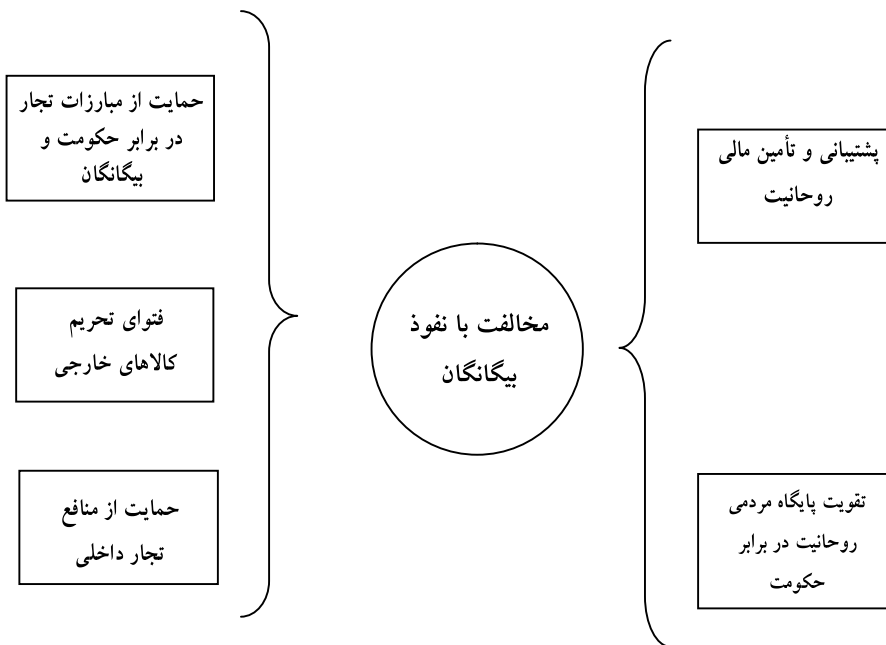 پشتیبانی و تأمین مالی
روحانیت
تقویت پایگاه مردمی
روحانیت در برابر
حکومت
مخالفت با نفوذ
بیگانگان
حمایت از مبارزات تجار
در برابر حکومت و
بیگانگان
فتوای تحریم
کالاهای خارجی
حمایت از منافع
تجار داخلی